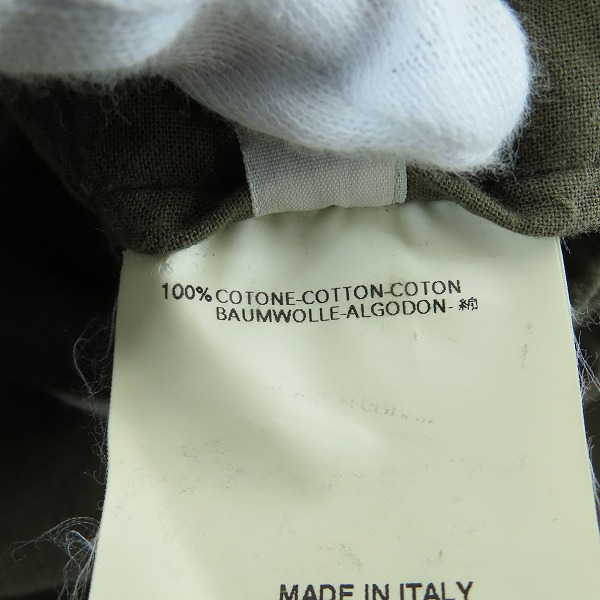 100% COTONE-COTTON-COTON
BAUMWOLLE-ALGODON- 綿
MADE IN ITALY